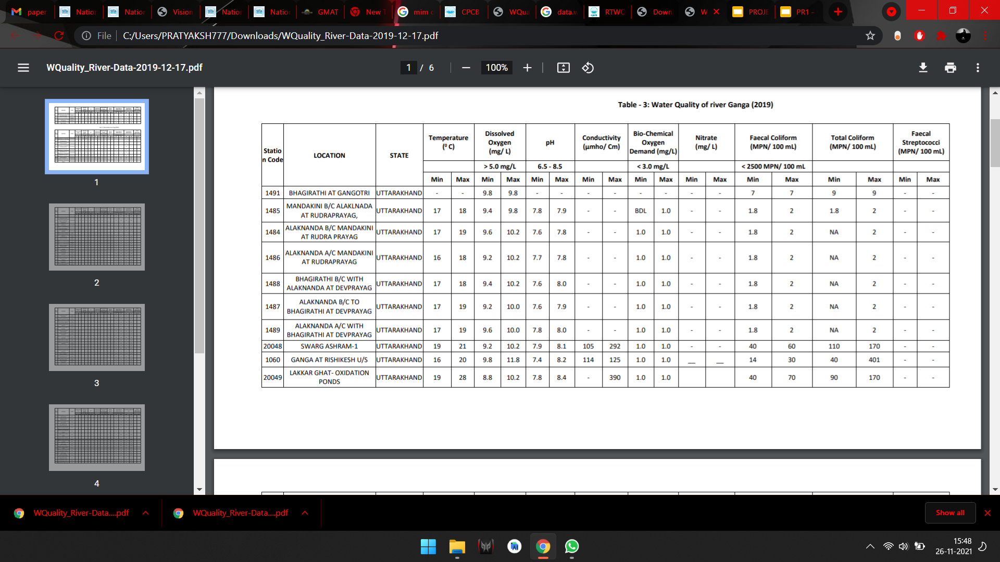 paper Nation Nation Vision Nation Nation GMAT New T mim c CPCB WQua data.w RTWQ Down W PROJE PR1 -
File C:/Users/PRATYAKSH777/Downloads/WQuality_River-Data-2019-12-17.pdf
WQuality_River-Data-2019-12-17.pdf 1 / 6 100%
1
2
3
4
Table - 3: Water Quality of river Ganga (2019)
Statio n Code LOCATION STATE Temperature (⁰ C) Dissolved Oxygen (mg/ L) pH Conductivity (µmho/ Cm) Bio-Chemical Oxygen Demand (mg/L) Nitrate (mg/ L) Faecal Coliform (MPN/ 100 mL) Total Coliform (MPN/ 100 mL) Faecal Streptococci (MPN/ 100 mL)
> 5.0 mg/L 6.5 - 8.5 < 3.0 mg/L < 2500 MPN/ 100 mL
Min Max Min Max Min Max Min Max Min Max Min Max Min Max Min Max Min Max
1491 BHAGIRATHI AT GANGOTRI UTTARAKHAND - - 9.8 9.8 - - - - - - - - 7 7 9 9 - -
1485 MANDAKINI B/C ALAKLNADA AT RUDRAPRAYAG, UTTARAKHAND 17 18 9.4 9.8 7.8 7.9 - - BDL 1.0 - - 1.8 2 1.8 2 - -
1484 ALAKNANDA B/C MANDAKINI AT RUDRA PRAYAG UTTARAKHAND 17 19 9.6 10.2 7.6 7.8 - - 1.0 1.0 - - 1.8 2 NA 2 - -
1486 ALAKNANDA A/C MANDAKINI AT RUDRAPRAYAG UTTARAKHAND 16 18 9.2 10.2 7.7 7.8 - - 1.0 1.0 - - 1.8 2 NA 2 - -
1488 BHAGIRATHI B/C WITH ALAKNANDA AT DEVPRAYAG UTTARAKHAND 17 18 9.4 10.2 7.6 8.0 - - 1.0 1.0 - - 1.8 2 NA 2 - -
1487 ALAKNANDA B/C TO BHAGIRATHI AT DEVPRAYAG UTTARAKHAND 17 19 9.2 10.0 7.6 7.9 - - 1.0 1.0 - - 1.8 2 NA 2 - -
1489 ALAKNANDA A/C WITH BHAGIRATHI AT DEVPRAYAG UTTARAKHAND 17 19 9.6 10.0 7.8 8.0 - - 1.0 1.0 - - 1.8 2 NA 2 - -
20048 SWARG ASHRAM-1 UTTARAKHAND 19 21 9.2 10.2 7.9 8.1 105 292 1.0 1.0 - - 40 60 110 170 - -
1060 GANGA AT RISHIKESH U/S UTTARAKHAND 16 20 9.8 11.8 7.4 8.2 114 125 1.0 1.0 __ __ 14 30 40 401 - -
20049 LAKKAR GHAT- OXIDATION PONDS UTTARAKHAND 19 28 8.8 10.2 7.8 8.4 - 390 1.0 1.0 40 70 90 170 - -
WQuality_River-Data....pdf WQuality_River-Data....pdf Show all
15:48
26-11-2021